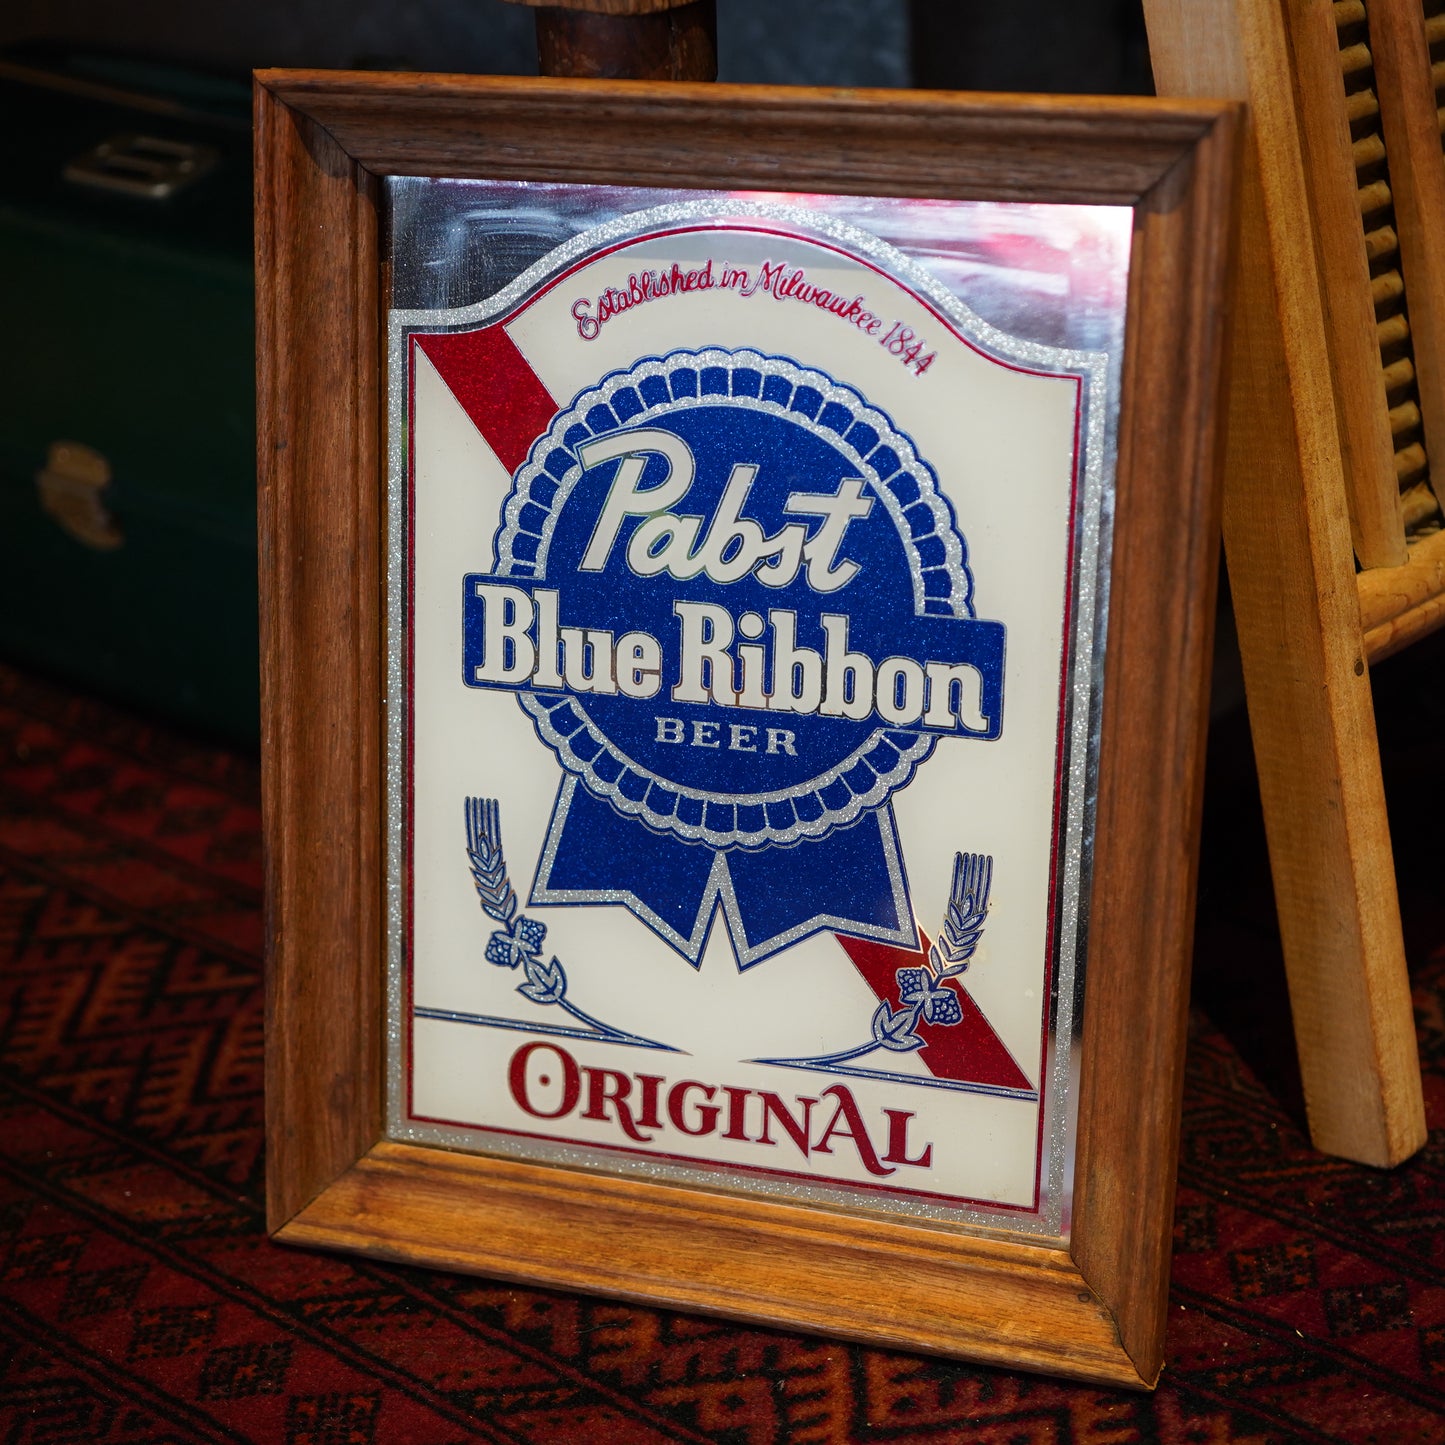 Established in Milwaukee 1844
Pabst
Blue Ribbon
BEER
ORIGINAL